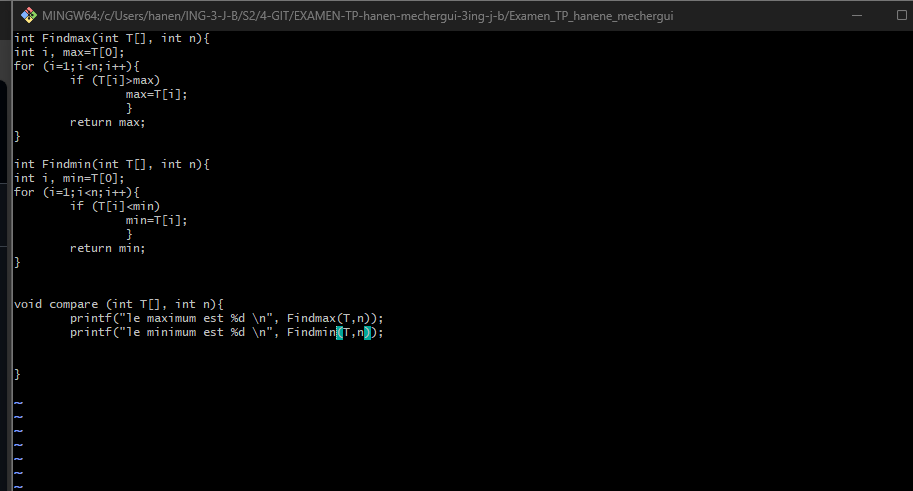 MINGW64:/c/Users/hanen/ING-3-J-B/S2/4-GIT/EXAMEN-TP-hanen-mechergui-3ing-j-b/Examen_TP_hanene_mechergui
int Findmax(int T[], int n){
int i, max=T[0];
for (i=1;i<n;i++){
        if (T[i]>max)
                max=T[i];
                }
        return max;
}

int Findmin(int T[], int n){
int i, min=T[0];
for (i=1;i<n;i++){
        if (T[i]<min)
                min=T[i];
                }
        return min;
}


void compare (int T[], int n){
        printf("le maximum est %d \n", Findmax(T,n));
        printf("le minimum est %d \n", Findmin(T,n));


}

~
~
~
~
~
~
~